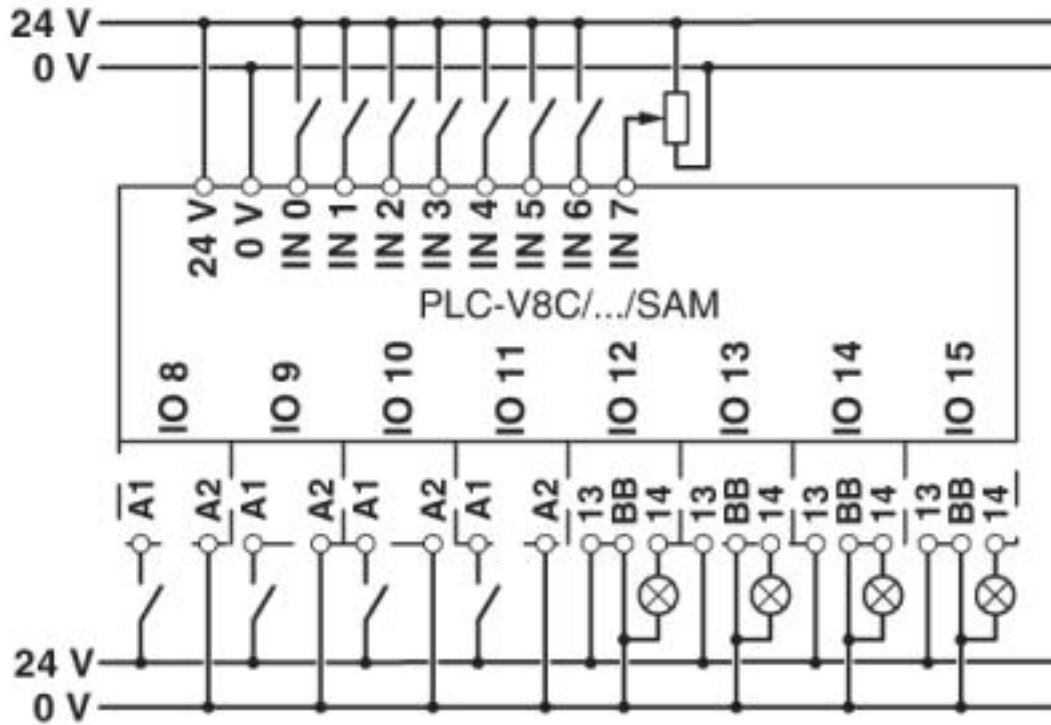 24 V
0 V
24 V
0 V
IN 0
IN 1
IN 2
IN 3
IN 4
IN 5
IN 6
IN 7
PLC-V8C/.../SAM
IO 8
IO 9
IO 10
IO 11
IO 12
IO 13
IO 14
IO 15
A1
A2
A1
A2
A1
A2
A1
A2
13
BB
14
13
BB
14
13
BB
14
13
BB
14
24 V
0 V